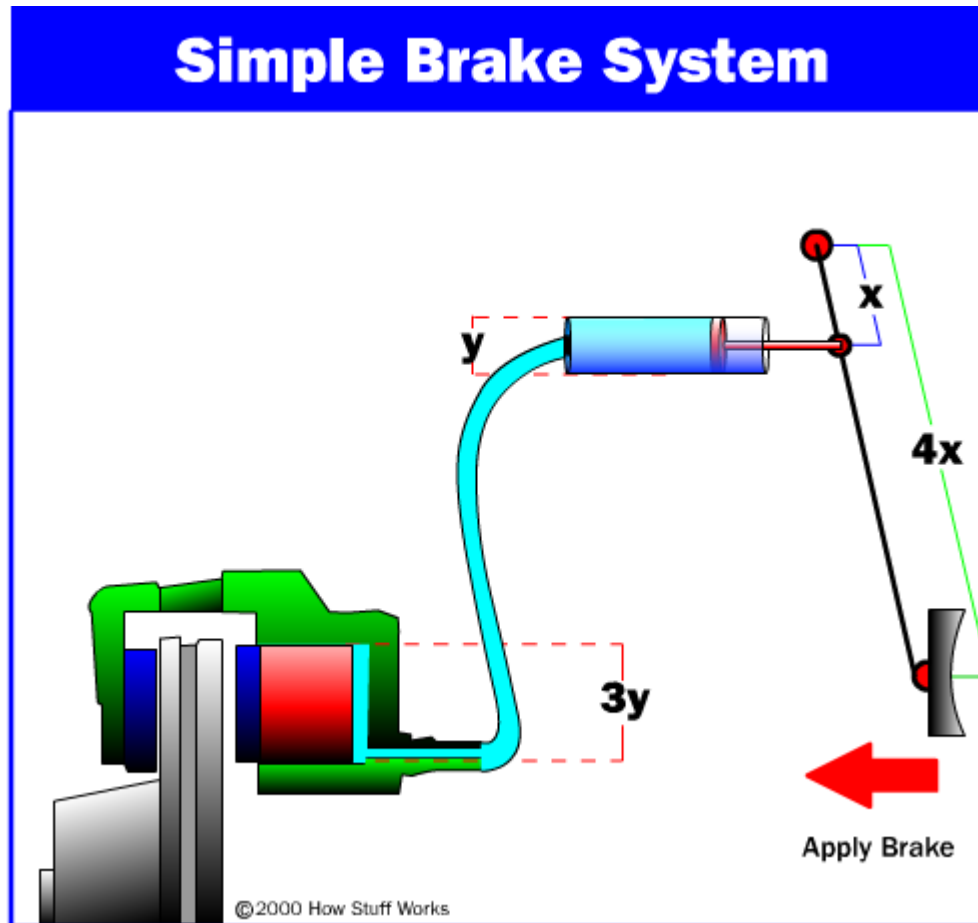 Simple Brake System
x
y
4x
3y
Apply Brake
©2000 How Stuff Works